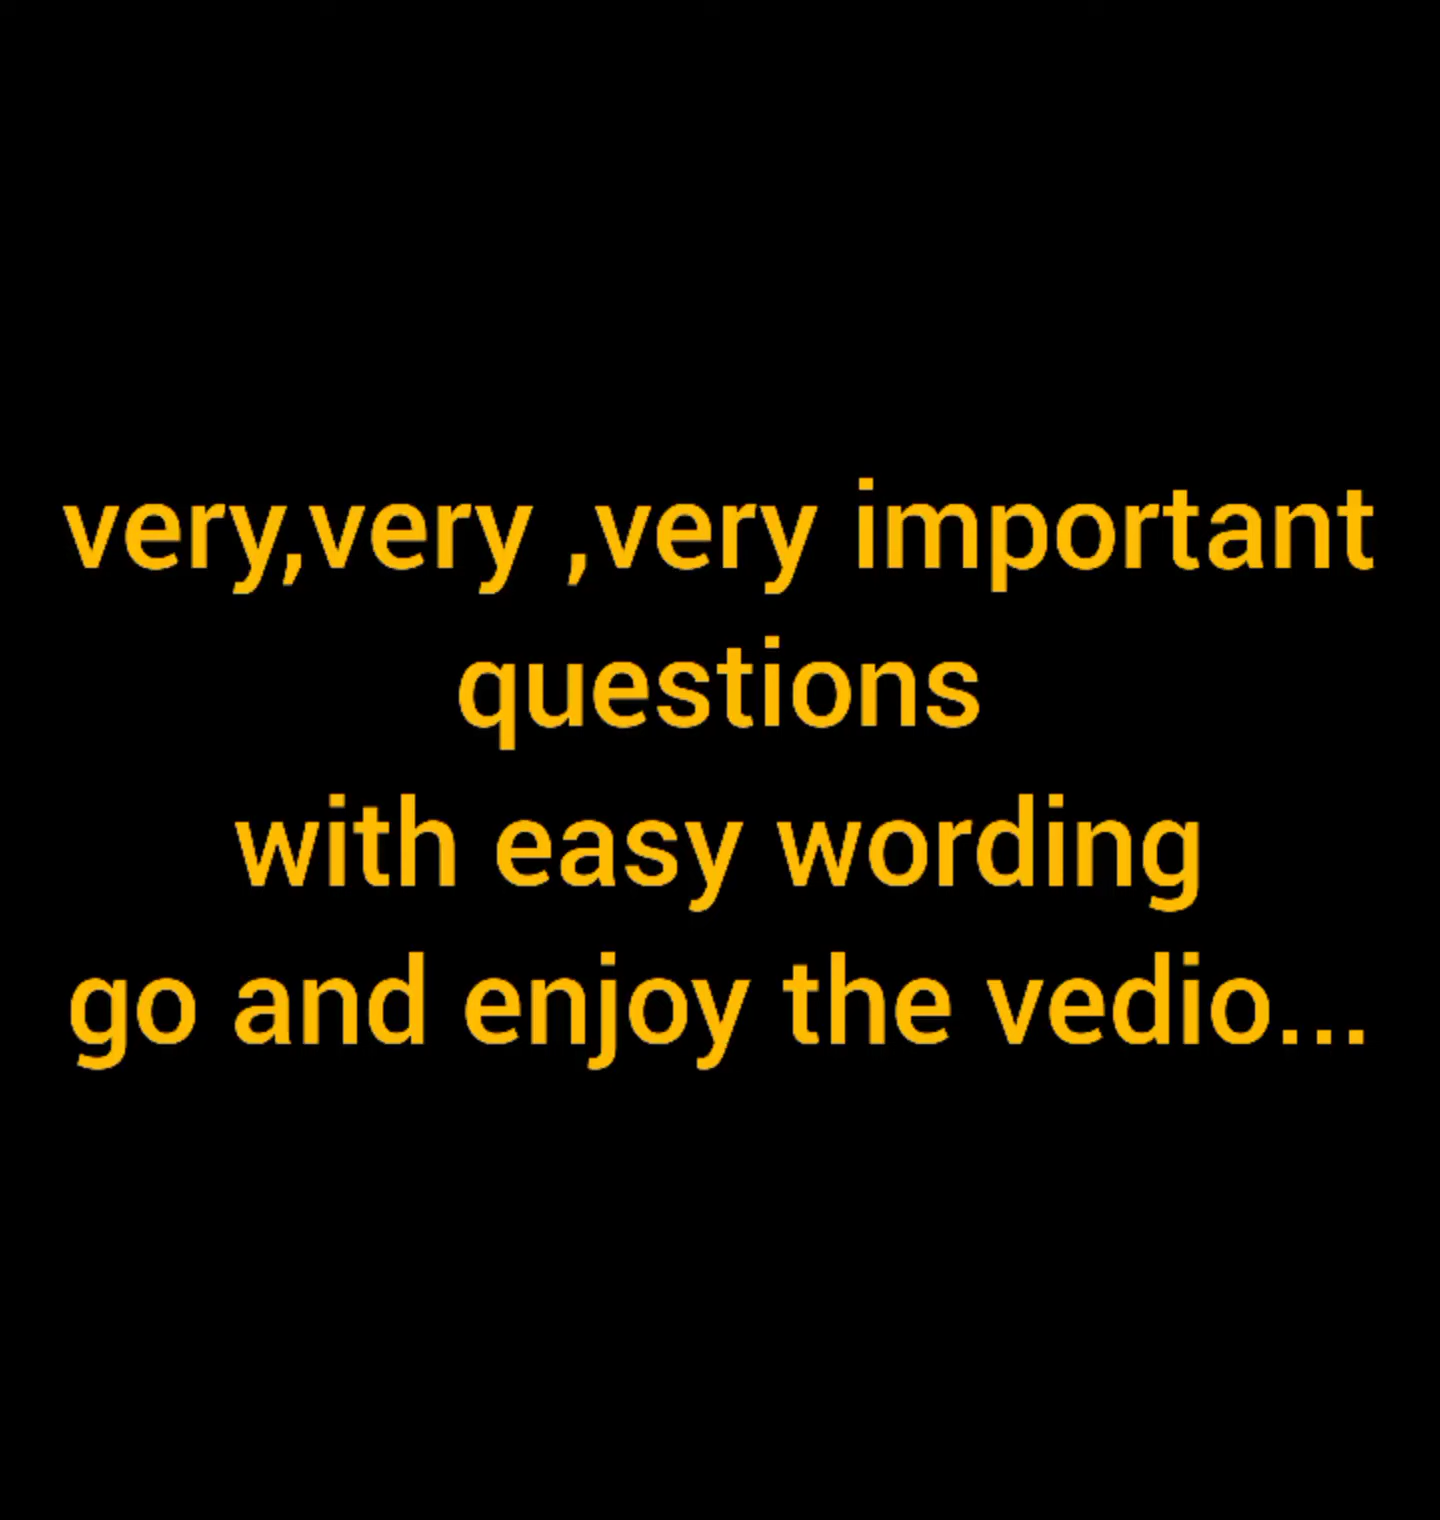 very,very ,very important
questions
with easy wording
go and enjoy the vedio...